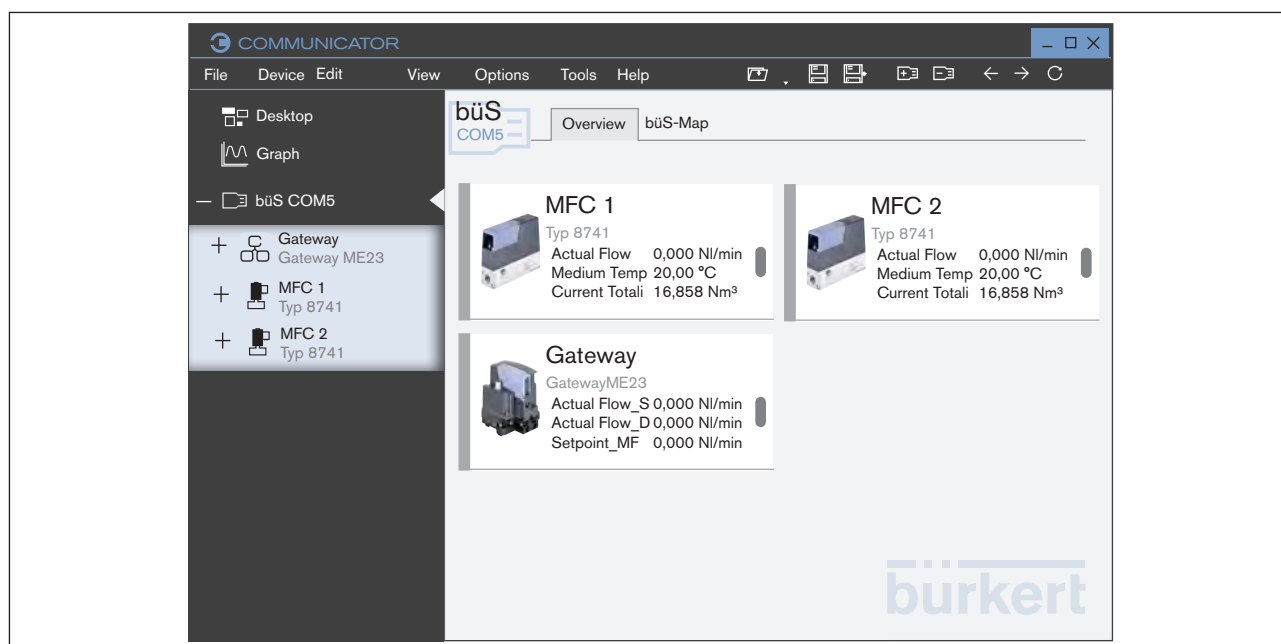 COMMUNICATOR
File Device Edit View Options Tools Help
Desktop
Graph
büS COM5
Gateway
Gateway ME23
MFC 1
Typ 8741
MFC 2
Typ 8741
büS
COM5
Overview büS-Map
MFC 1
Typ 8741
Actual Flow 0,000 Nl/min
Medium Temp 20,00 °C
Current Totali 16,858 Nm³
MFC 2
Typ 8741
Actual Flow 0,000 Nl/min
Medium Temp 20,00 °C
Current Totali 16,858 Nm³
Gateway
GatewayME23
Actual Flow_S 0,000 Nl/min
Actual Flow_D 0,000 Nl/min
Setpoint_MF 0,000 Nl/min
bürkert